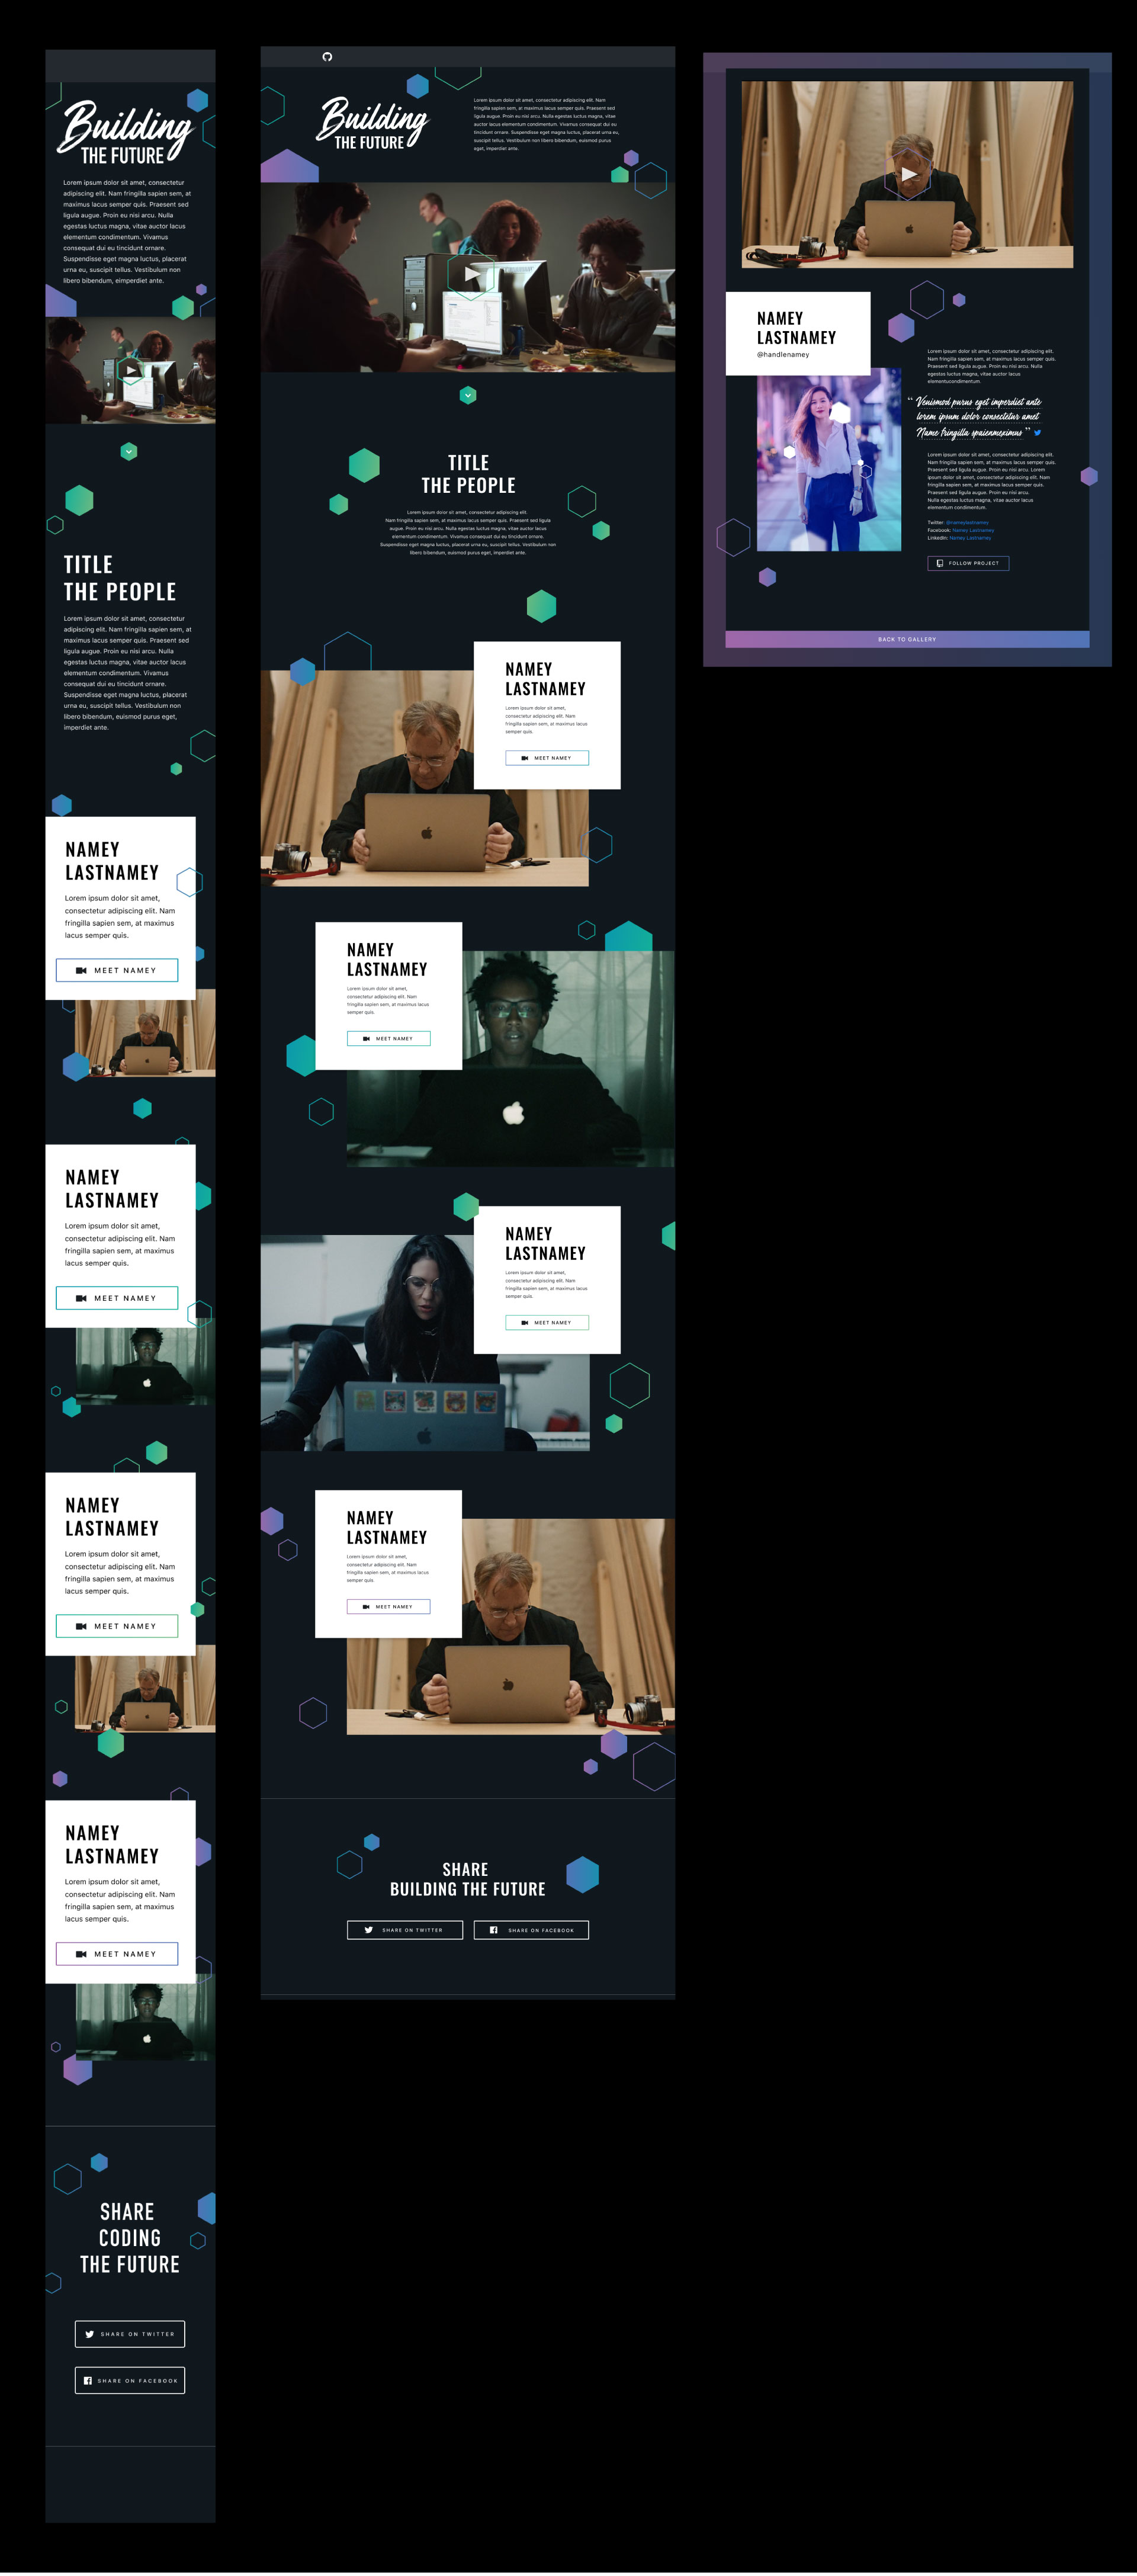 Building
THE FUTURE
Lorem ipsum dolor sit amet, consectetur
adipiscing elit. Nam fringilla sapien sem, at
maximus lacus semper quis. Praesent sed
ligula augue. Proin eu nisi arcu. Nulla
egestas luctus magna, vitae auctor lacus
elementum condimentum. Vivamus
consequat dui eu tincidunt ornare.
Suspendisse eget magna luctus, placerat
urna eu, suscipit tellus. Vestibulum non
libero bibendum, eimperdiet ante.
TITLE
THE PEOPLE
Lorem ipsum dolor sit amet, consectetur
adipiscing elit. Nam fringilla sapien sem, at
maximus lacus semper quis. Praesent sed
ligula augue. Proin eu nisi arcu. Nulla
egestas luctus magna, vitae auctor lacus
elementum condimentum. Vivamus
consequat dui eu tincidunt ornare.
Suspendisse eget magna luctus, placerat
urna eu, suscipit tellus. Vestibulum non
libero bibendum, euismod purus eget,
imperdiet ante.
NAMEY
LASTNAMEY
Lorem ipsum dolor sit amet,
consectetur adipiscing elit. Nam
fringilla sapien sem, at maximus
lacus semper quis.
MEET NAMEY
NAMEY
LASTNAMEY
Lorem ipsum dolor sit amet,
consectetur adipiscing elit. Nam
fringilla sapien sem, at maximus
lacus semper quis.
MEET NAMEY
NAMEY
LASTNAMEY
Lorem ipsum dolor sit amet,
consectetur adipiscing elit. Nam
fringilla sapien sem, at maximus
lacus semper quis.
MEET NAMEY
NAMEY
LASTNAMEY
Lorem ipsum dolor sit amet,
consectetur adipiscing elit. Nam
fringilla sapien sem, at maximus
lacus semper quis.
MEET NAMEY
SHARE
CODING
THE FUTURE
SHARE ON TWITTER
SHARE ON FACEBOOK
Building
THE FUTURE
Lorem ipsum dolor sit amet, consectetur adipiscing elit. Nam
fringilla sapien sem, at maximus lacus semper quis. Praesent sed
ligula augue. Proin eu nisi arcu. Nulla egestas luctus magna, vitae
auctor lacus elementum condimentum. Vivamus consequat dui eu
tincidunt ornare. Suspendisse eget magna luctus, placerat urna eu,
suscipit tellus. Vestibulum non libero bibendum, euismod purus
eget, imperdiet ante.
TITLE
THE PEOPLE
Lorem ipsum dolor sit amet, consectetur adipiscing elit.
Nam fringilla sapien sem, at maximus lacus semper quis. Praesent sed ligula
augue. Proin eu nisi arcu. Nulla egestas luctus magna, vitae auctor lacus
elementum condimentum. Vivamus consequat dui eu tincidunt ornare.
Suspendisse eget magna luctus, placerat urna eu, suscipit tellus. Vestibulum non
libero bibendum, euismod purus eget, imperdiet ante.
NAMEY
LASTNAMEY
Lorem ipsum dolor sit amet,
consectetur adipiscing elit. Nam
fringilla sapien sem, at maximus lacus
semper quis.
MEET NAMEY
NAMEY
LASTNAMEY
Lorem ipsum dolor sit amet,
consectetur adipiscing elit. Nam
fringilla sapien sem, at maximus lacus
semper quis.
MEET NAMEY
NAMEY
LASTNAMEY
Lorem ipsum dolor sit amet,
consectetur adipiscing elit. Nam
fringilla sapien sem, at maximus lacus
semper quis.
MEET NAMEY
NAMEY
LASTNAMEY
Lorem ipsum dolor sit amet,
consectetur adipiscing elit. Nam
fringilla sapien sem, at maximus lacus
semper quis.
MEET NAMEY
SHARE
BUILDING THE FUTURE
SHARE ON TWITTER
SHARE ON FACEBOOK
NAMEY
LASTNAMEY
@handlenamey
Lorem ipsum dolor sit amet, consectetur adipiscing elit.
Nam fringilla sapien sem, at maximus lacus semper quis.
Praesent sed ligula augue. Proin eu nisi arcu. Nulla
egestas luctus magna, vitae auctor lacus
elementucondimentum.
“ Veuismod purus eget imperdiet ante
lorem ipsum dolor consectetur amet
Name fringilla spaienmeximus ”
Lorem ipsum dolor sit amet, consectetur adipiscing elit.
Nam fringilla sapien sem, at maximus lacus semper quis.
Praesent sed ligula augue. Proin eu nisi arcu. Lorem
ipsum dolor sit amet, consectetur adipiscing elit. Nam
fringilla sapien sem, at maximus lacus semper quis.
Praesent sed ligula augue. Proin eu nisi arcu.
Nulla egestas luctus magna, vitae auctor lacus
elementum condimentum.
Twitter: @nameylastnamey
Facebook: Namey Lastnamey
LinkedIn: Namey Lastnamey
FOLLOW PROJECT
BACK TO GALLERY